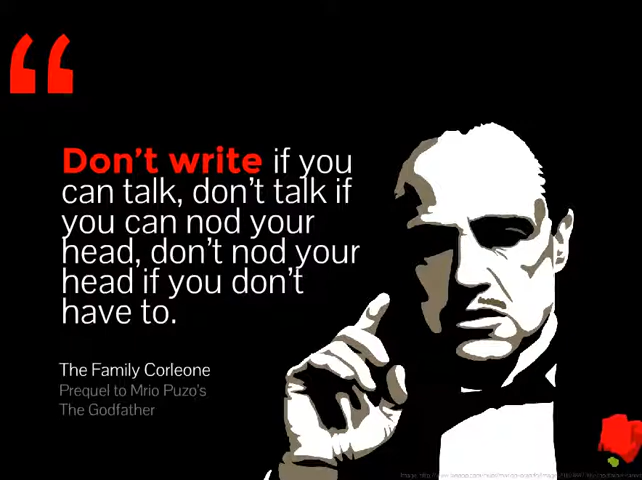 “
Don't write if you
can talk, don't talk if
you can nod your
head, don't nod your
head if you don't
have to.
The Family Corleone
Prequel to Mrio Puzo's
The Godfather